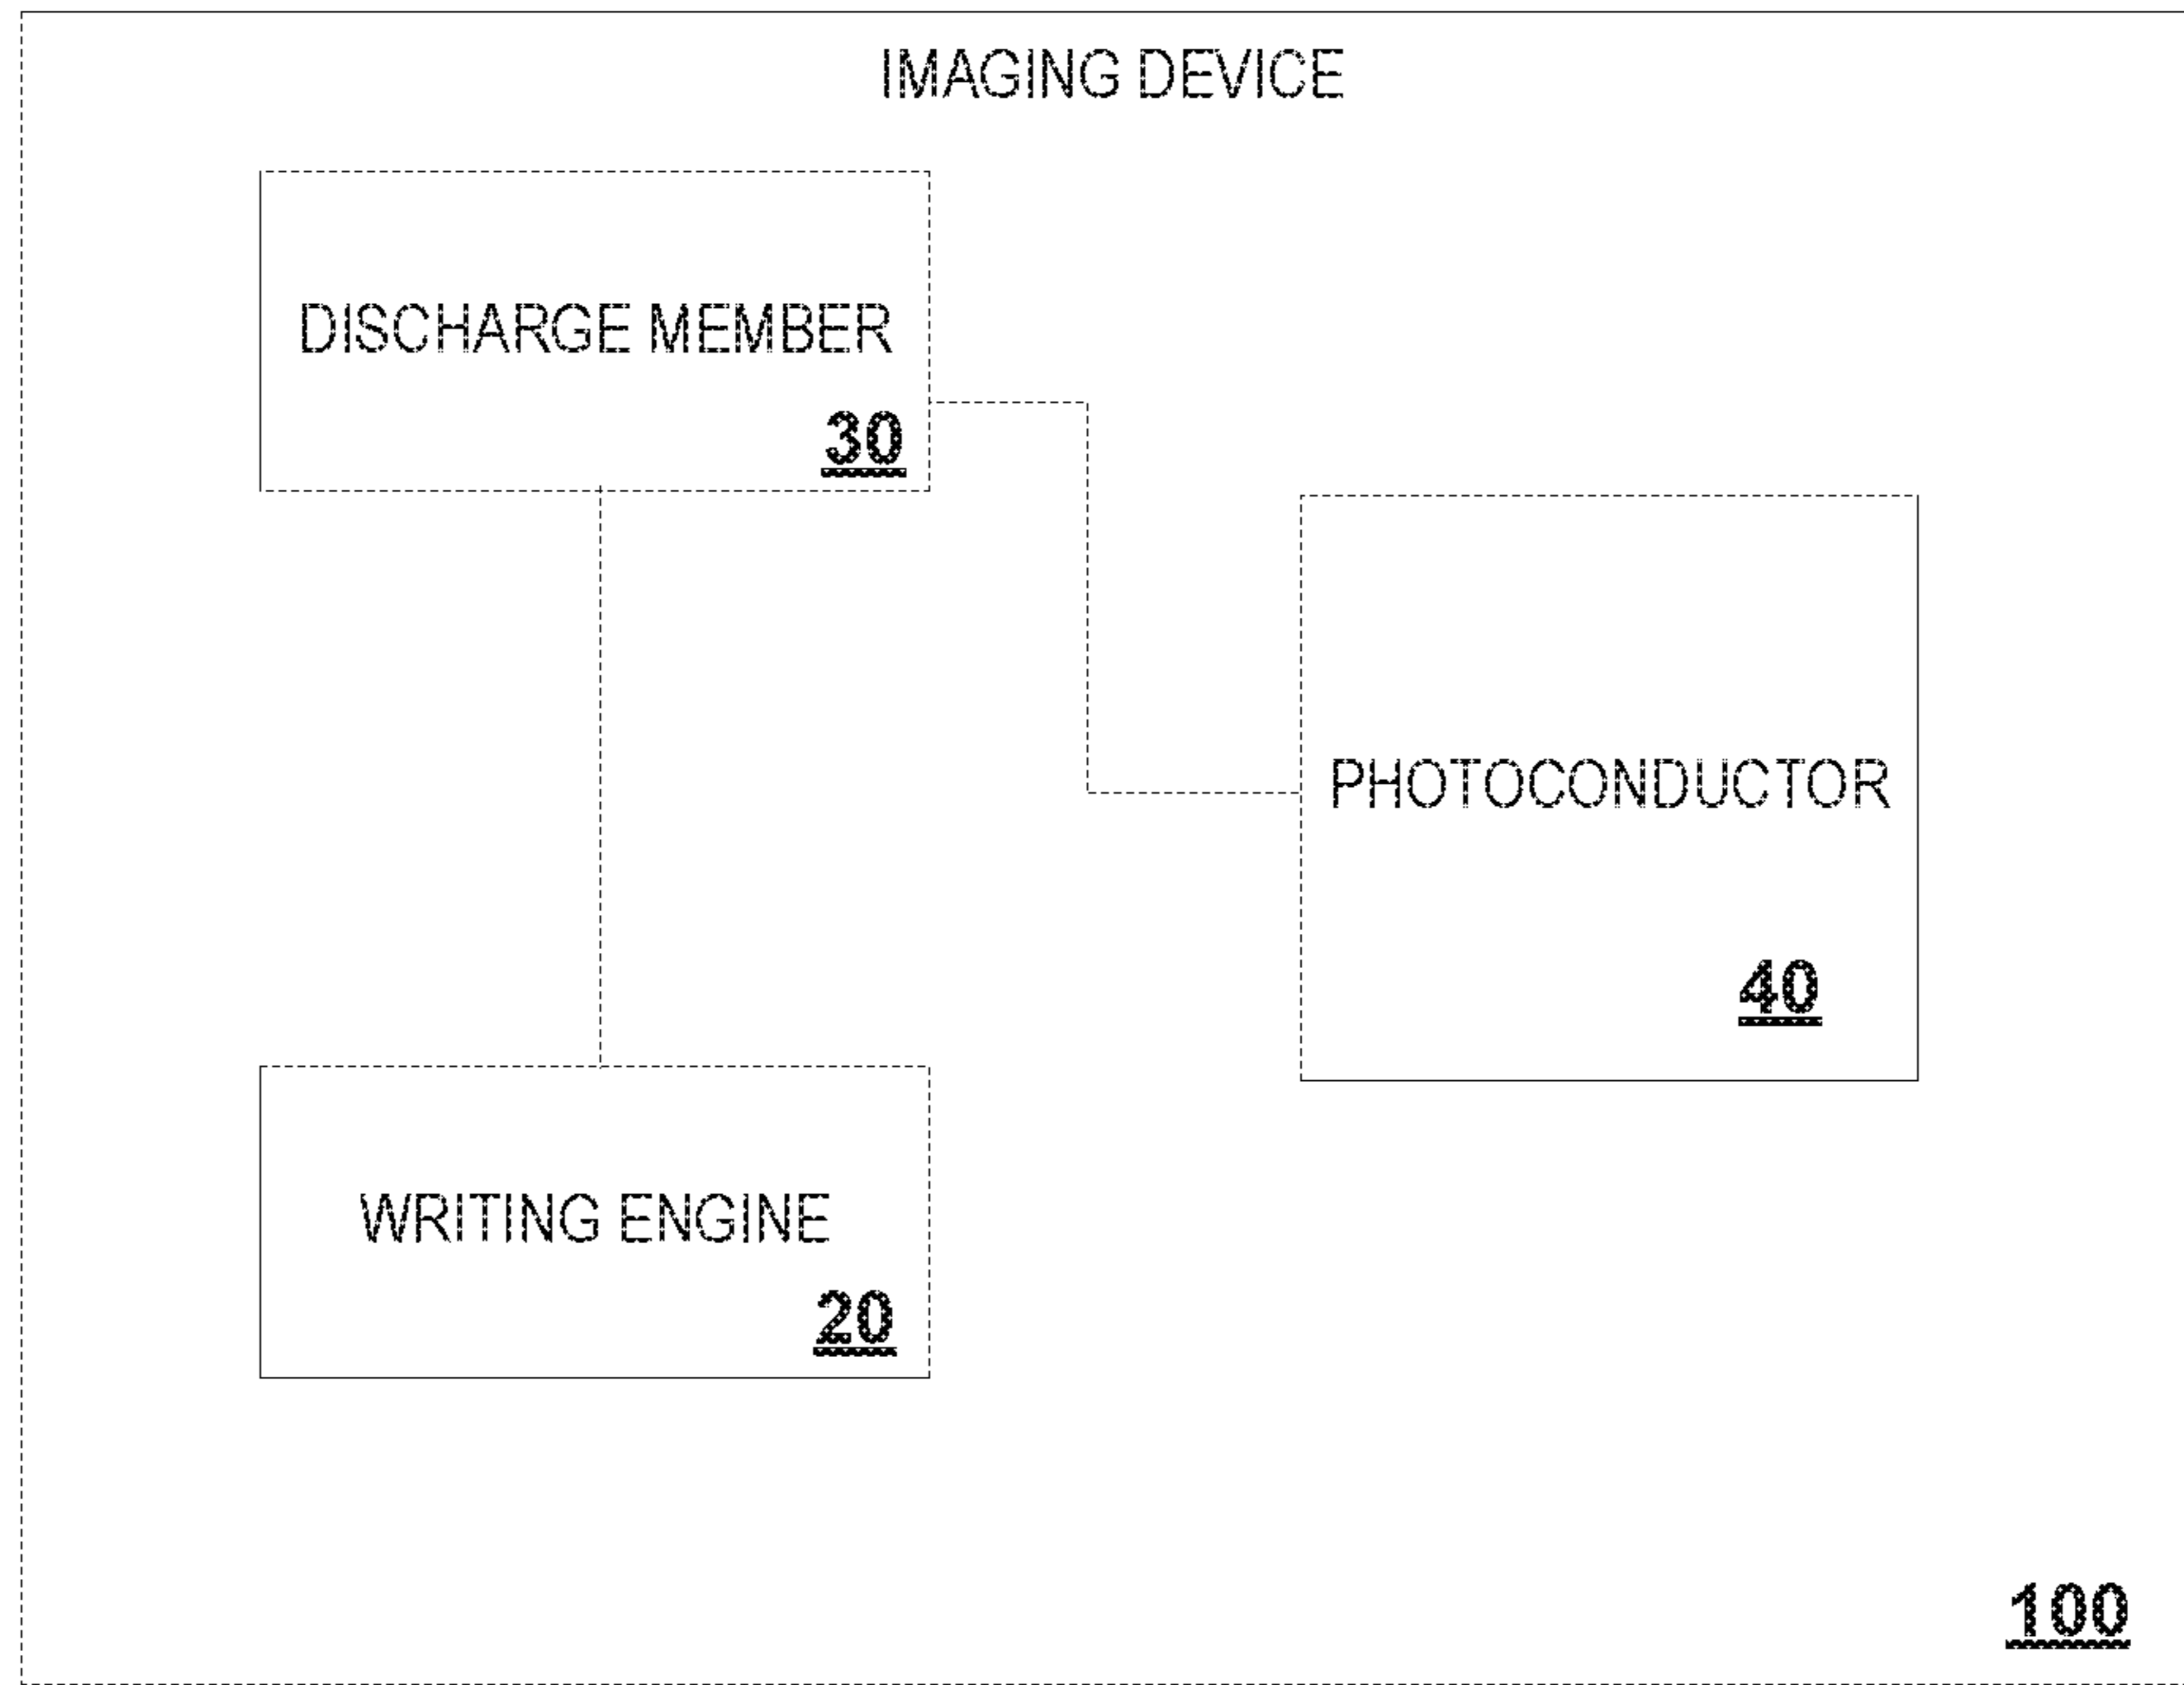 IMAGING DEVICE
DISCHARGE MEMBER
30
PHOTOCONDUCTOR
40
WRITING ENGINE
20
100